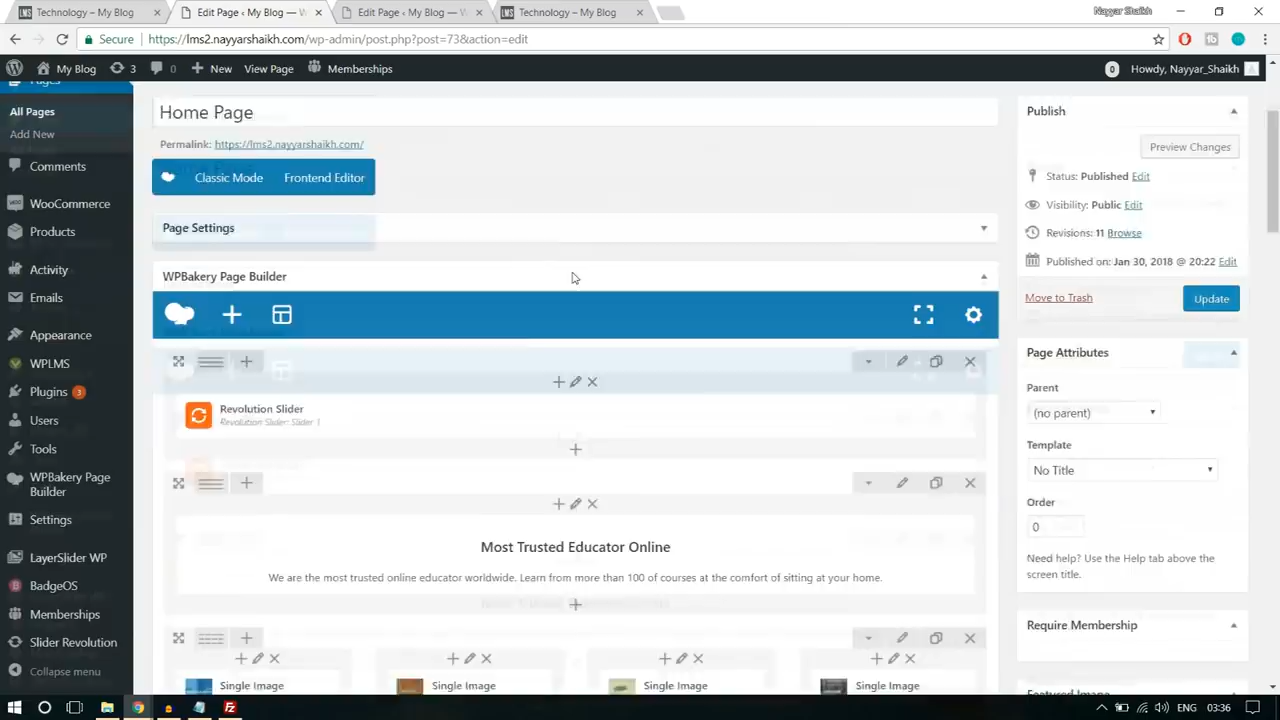 Technology – My Blog
Edit Page ‹ My Blog — W
Edit Page ‹ My Blog — W
Technology – My Blog
Nayyar Shaikh
Secure
https://lms2.nayyarshaikh.com/wp-admin/post.php?post=73&action=edit
My Blog
3
0
New
View Page
Memberships
0
Howdy, Nayyar_Shaikh
Pages
All Pages
Add New
Comments
WooCommerce
Products
Activity
Emails
Appearance
WPLMS
Plugins 3
Users
Tools
WPBakery Page
Builder
Settings
LayerSlider WP
BadgeOS
Memberships
Slider Revolution
Collapse menu
Home Page
Permalink: https://lms2.nayyarshaikh.com/
Classic Mode
Frontend Editor
Page Settings
WPBakery Page Builder
Revolution Slider
Revolution Slider: Slider 1
Most Trusted Educator Online
We are the most trusted online educator worldwide. Learn from more than 100 of courses at the comfort of sitting at your home.
Single Image
Single Image
Single Image
Single Image
Publish
Preview Changes
Status: Published Edit
Visibility: Public Edit
Revisions: 11 Browse
Published on: Jan 30, 2018 @ 20:22 Edit
Move to Trash
Update
Page Attributes
Parent
(no parent)
Template
No Title
Order
0
Need help? Use the Help tab above the
screen title.
Require Membership
Featured Image
ENG
03:36